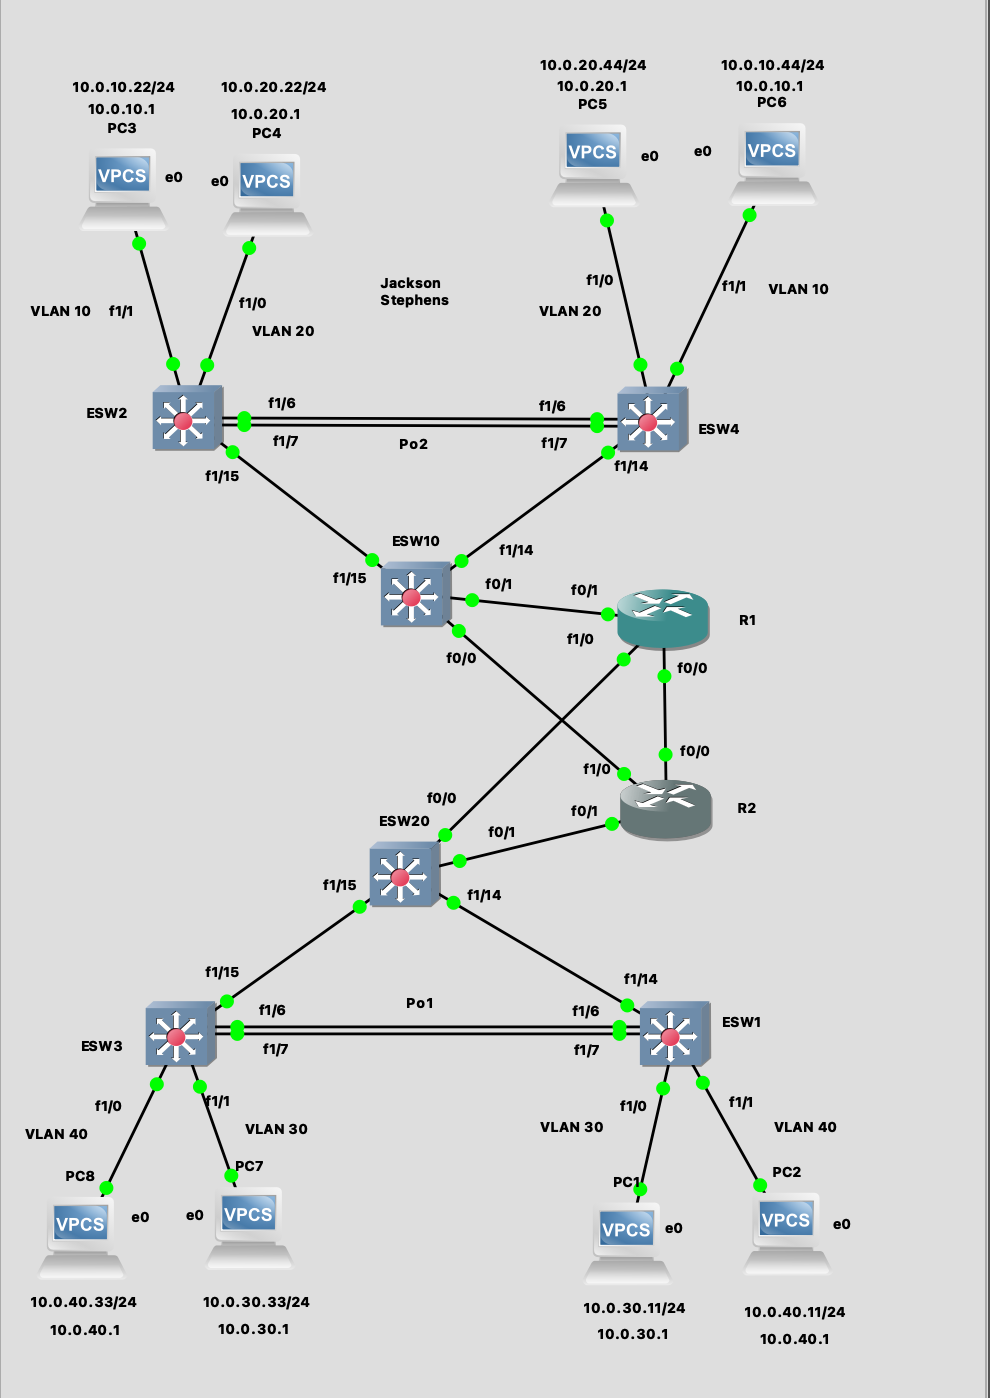 10.0.10.22/24
10.0.10.1
PC3
10.0.20.22/24
10.0.20.1
PC4
10.0.20.44/24
10.0.20.1
PC5
10.0.10.44/24
10.0.10.1
PC6
VPCS
e0
e0
VPCS
VPCS
e0
e0
VPCS
Jackson
Stephens
VLAN 10
f1/1
f1/0
VLAN 20
f1/0
VLAN 20
f1/1
VLAN 10
ESW2
f1/6
f1/7
Po2
f1/6
f1/7
ESW4
f1/15
f1/14
ESW10
f1/15
f1/14
f0/1
f0/0
f0/1
f1/0
R1
f0/0
f0/0
f1/0
f0/1
R2
f0/0
ESW20
f0/1
f1/15
f1/14
f1/15
Po1
f1/14
ESW3
f1/6
f1/7
f1/6
f1/7
ESW1
f1/0
f1/1
VLAN 40
VLAN 30
f1/0
f1/1
VLAN 30
VLAN 40
PC8
PC7
PC1
PC2
VPCS
e0
e0
VPCS
VPCS
e0
VPCS
e0
10.0.40.33/24
10.0.40.1
10.0.30.33/24
10.0.30.1
10.0.30.11/24
10.0.30.1
10.0.40.11/24
10.0.40.1